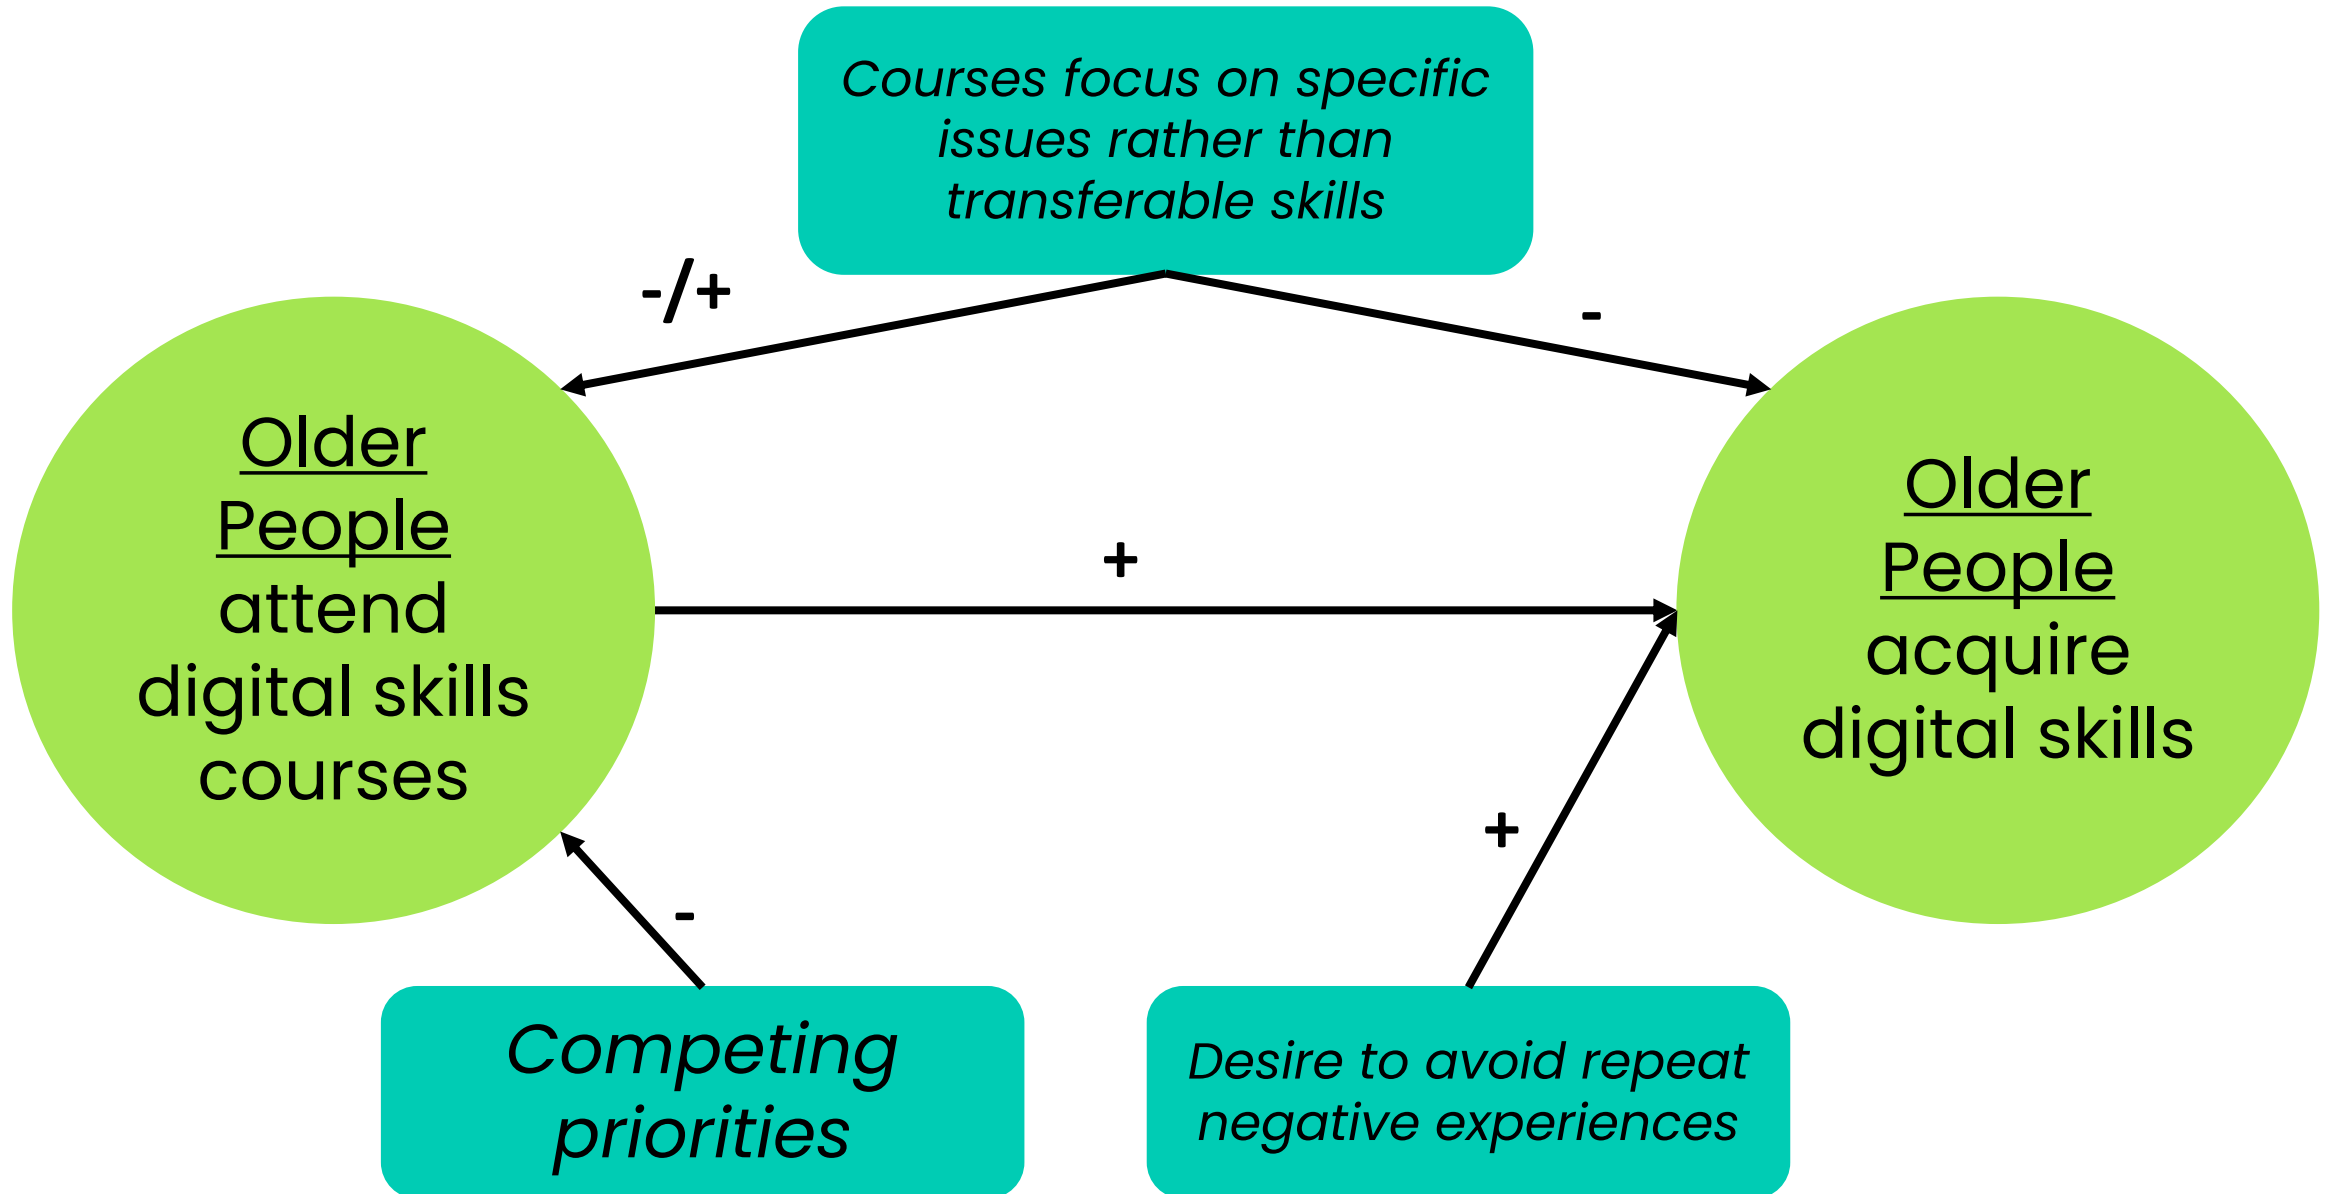 Courses focus on specific
issues rather than
transferable skills
-/+
-
Older
People
attend
digital skills
courses
+
Older
People
acquire
digital skills
+
-
Competing
priorities
Desire to avoid repeat
negative experiences